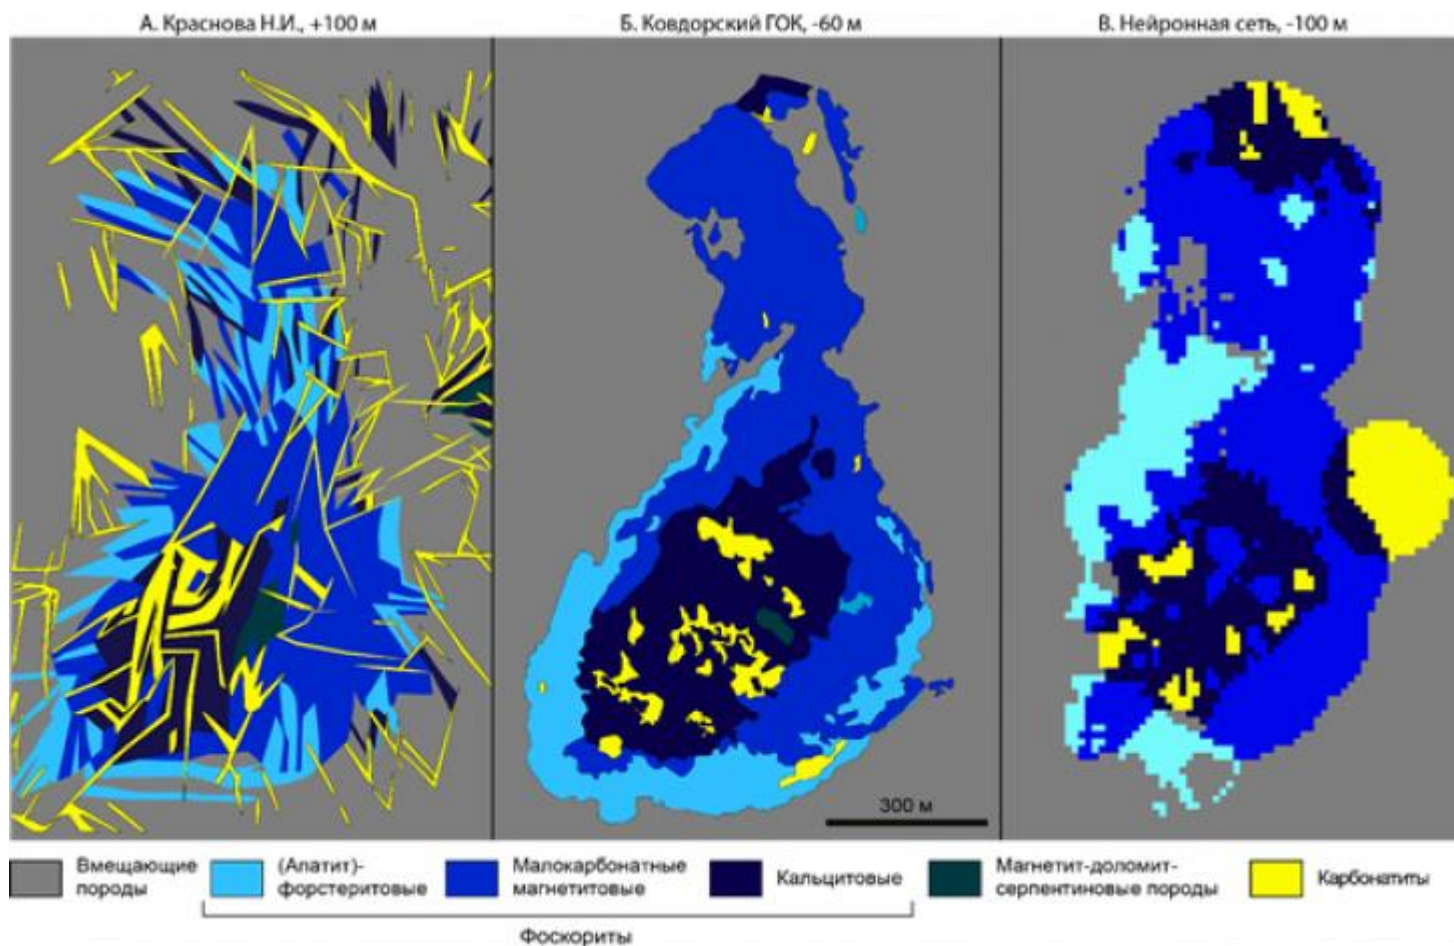 А. Краснова Н.И., +100 м
Б. Ковдорский ГОК, -60 м
В. Нейронная сеть, -100 м
300 м
Вмещающие
породы
(Апатит)-
форстеритовые
Малокарбонатные
магнетитовые
Кальцитовые
Магнетит-доломит-
серпентиновые породы
Карбонатиты
Фоскориты